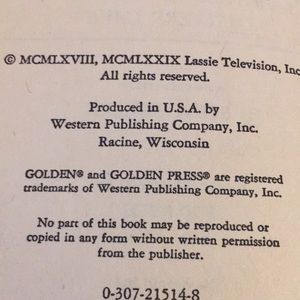 © MCMLXVIII, MCMLXXIX Lassie Television, Inc
All rights reserved.
Produced in U.S.A. by
Western Publishing Company, Inc.
Racine, Wisconsin
GOLDEN® and GOLDEN PRESS® are registered
trademarks of Western Publishing Company, Inc.
No part of this book may be reproduced or
copied in any form without written permission
from the publisher.
0-307-21514-8